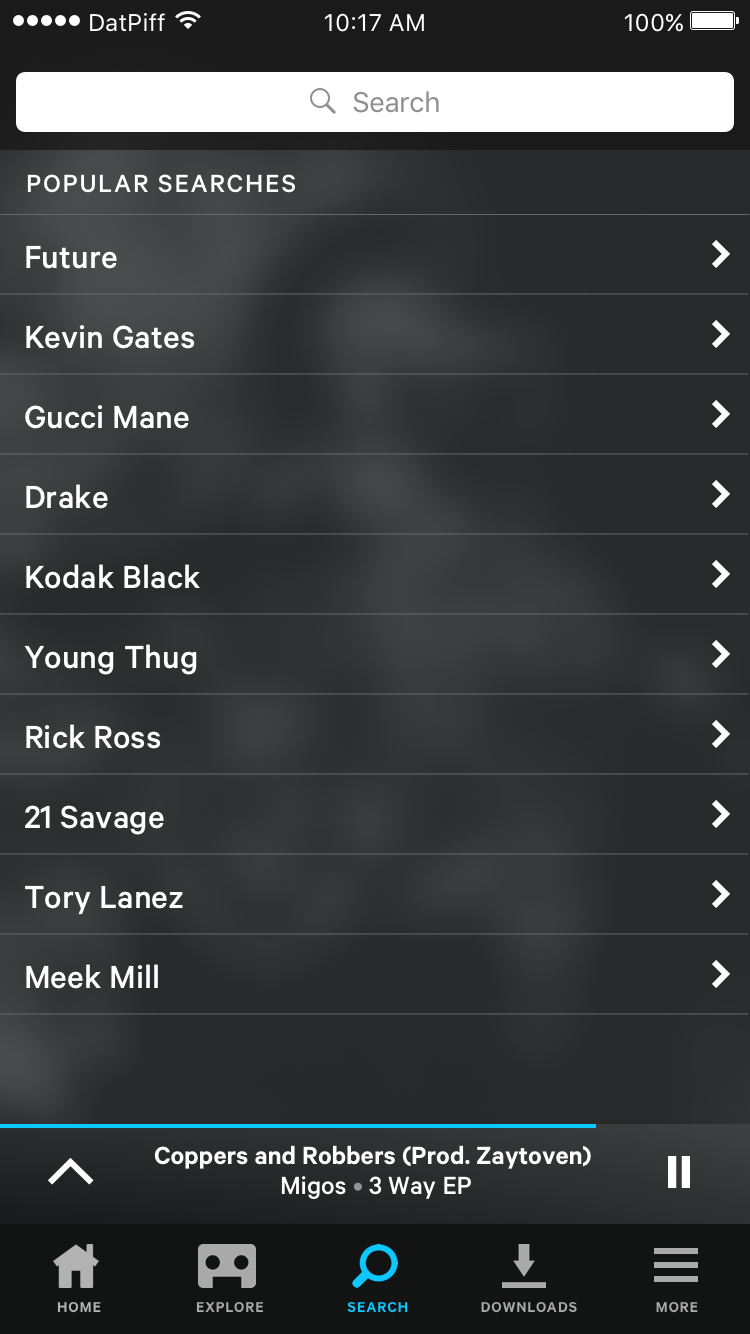 DatPiff 10:17 AM 100%
Search
POPULAR SEARCHES
Future
Kevin Gates
Gucci Mane
Drake
Kodak Black
Young Thug
Rick Ross
21 Savage
Tory Lanez
Meek Mill
Coppers and Robbers (Prod. Zaytoven)
Migos • 3 Way EP
HOME EXPLORE SEARCH DOWNLOADS MORE